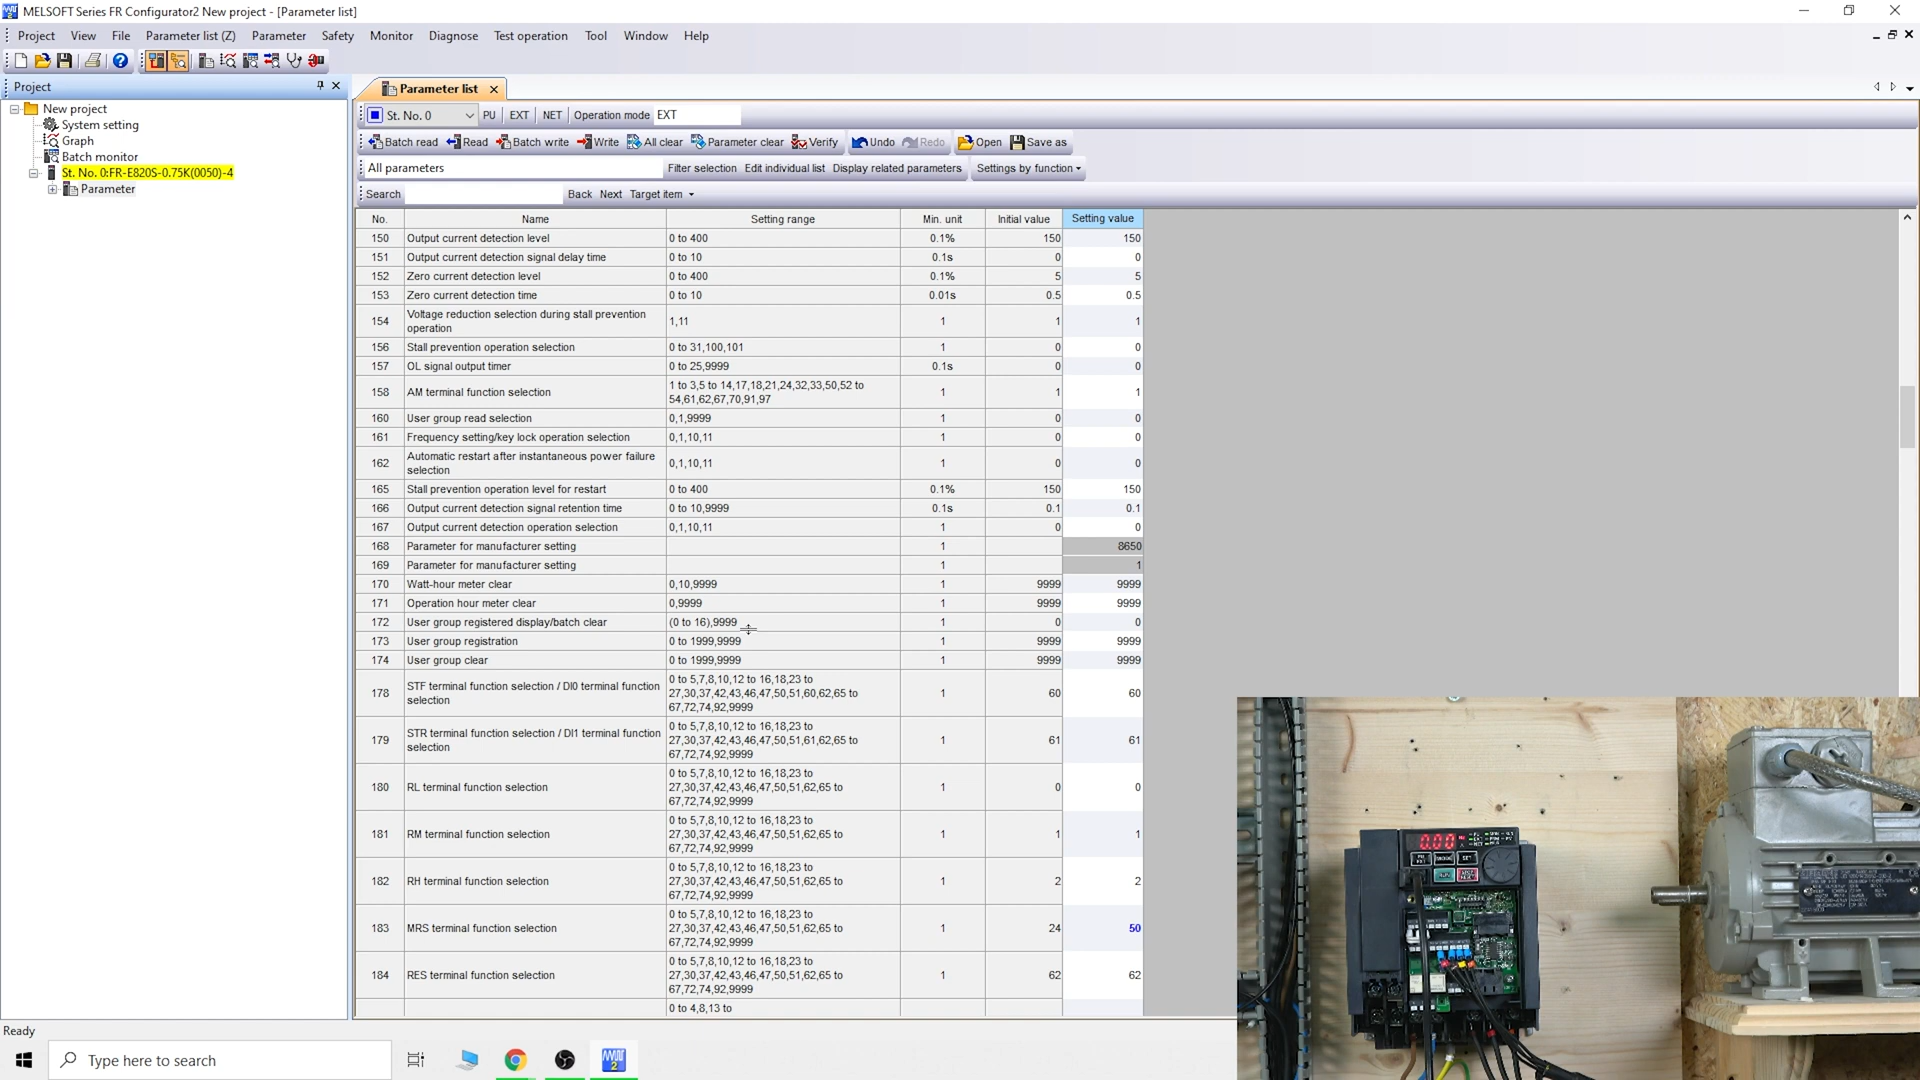 MELSOFT Series FR Configurator2 New project - [Parameter list]
Project View File Parameter list (Z) Parameter Safety Monitor Diagnose Test operation Tool Window Help
Project
New project
System setting
Graph
Batch monitor
St. No. 0:FR-E820S-0.75K(0050)-4
Parameter
Parameter list
St. No. 0 PU EXT NET Operation mode EXT
Batch read Read Batch write Write All clear Parameter clear Verify Undo Redo Open Save as
All parameters Filter selection Edit individual list Display related parameters Settings by function
Search Back Next Target item
No. Name Setting range Min. unit Initial value Setting value
150 Output current detection level 0 to 400 0.1% 150 150
151 Output current detection signal delay time 0 to 10 0.1s 0 0
152 Zero current detection level 0 to 400 0.1% 5 5
153 Zero current detection time 0 to 10 0.01s 0.5 0.5
154 Voltage reduction selection during stall prevention
operation 1,11 1 1 1
156 Stall prevention operation selection 0 to 31,100,101 1 0 0
157 OL signal output timer 0 to 25,9999 0.1s 0 0
158 AM terminal function selection 1 to 3,5 to 14,17,18,21,24,32,33,50,52 to
54,61,62,67,70,91,97 1 1 1
160 User group read selection 0,1,9999 1 0 0
161 Frequency setting/key lock operation selection 0,1,10,11 1 0 0
162 Automatic restart after instantaneous power failure
selection 0,1,10,11 1 0 0
165 Stall prevention operation level for restart 0 to 400 0.1% 150 150
166 Output current detection signal retention time 0 to 10,9999 0.1s 0.1 0.1
167 Output current detection operation selection 0,1,10,11 1 0 0
168 Parameter for manufacturer setting 1 8650
169 Parameter for manufacturer setting 1 1
170 Watt-hour meter clear 0,10,9999 1 9999 9999
171 Operation hour meter clear 0,9999 1 9999 9999
172 User group registered display/batch clear (0 to 16),9999 1 0 0
173 User group registration 0 to 1999,9999 1 9999 9999
174 User group clear 0 to 1999,9999 1 9999 9999
178 STF terminal function selection / DI0 terminal function
selection 0 to 5,7,8,10,12 to 16,18,23 to
27,30,37,42,43,46,47,50,51,60,62,65 to
67,72,74,92,9999 1 60 60
179 STR terminal function selection / DI1 terminal function
selection 0 to 5,7,8,10,12 to 16,18,23 to
27,30,37,42,43,46,47,50,51,61,62,65 to
67,72,74,92,9999 1 61 61
180 RL terminal function selection 0 to 5,7,8,10,12 to 16,18,23 to
27,30,37,42,43,46,47,50,51,62,65 to
67,72,74,92,9999 1 0 0
181 RM terminal function selection 0 to 5,7,8,10,12 to 16,18,23 to
27,30,37,42,43,46,47,50,51,62,65 to
67,72,74,92,9999 1 1 1
182 RH terminal function selection 0 to 5,7,8,10,12 to 16,18,23 to
27,30,37,42,43,46,47,50,51,62,65 to
67,72,74,92,9999 1 2 2
183 MRS terminal function selection 0 to 5,7,8,10,12 to 16,18,23 to
27,30,37,42,43,46,47,50,51,62,65 to
67,72,74,92,9999 1 24 50
184 RES terminal function selection 0 to 5,7,8,10,12 to 16,18,23 to
27,30,37,42,43,46,47,50,51,62,65 to
67,72,74,92,9999 1 62 62
0 to 4,8,13 to
Ready
Type here to search
0.00